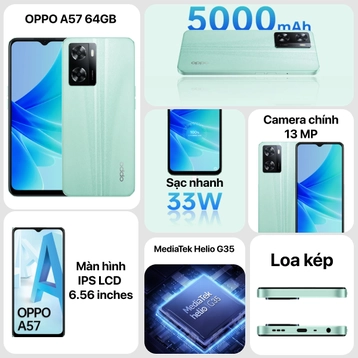 OPPO A57 64GB
oppo
5000mAh
Sạc nhanh
33W
Camera chính
13 MP
OPPO
A57
Màn hình
IPS LCD
6.56 inches
MediaTek Helio G35
MediaTek
helio G35
Loa kép